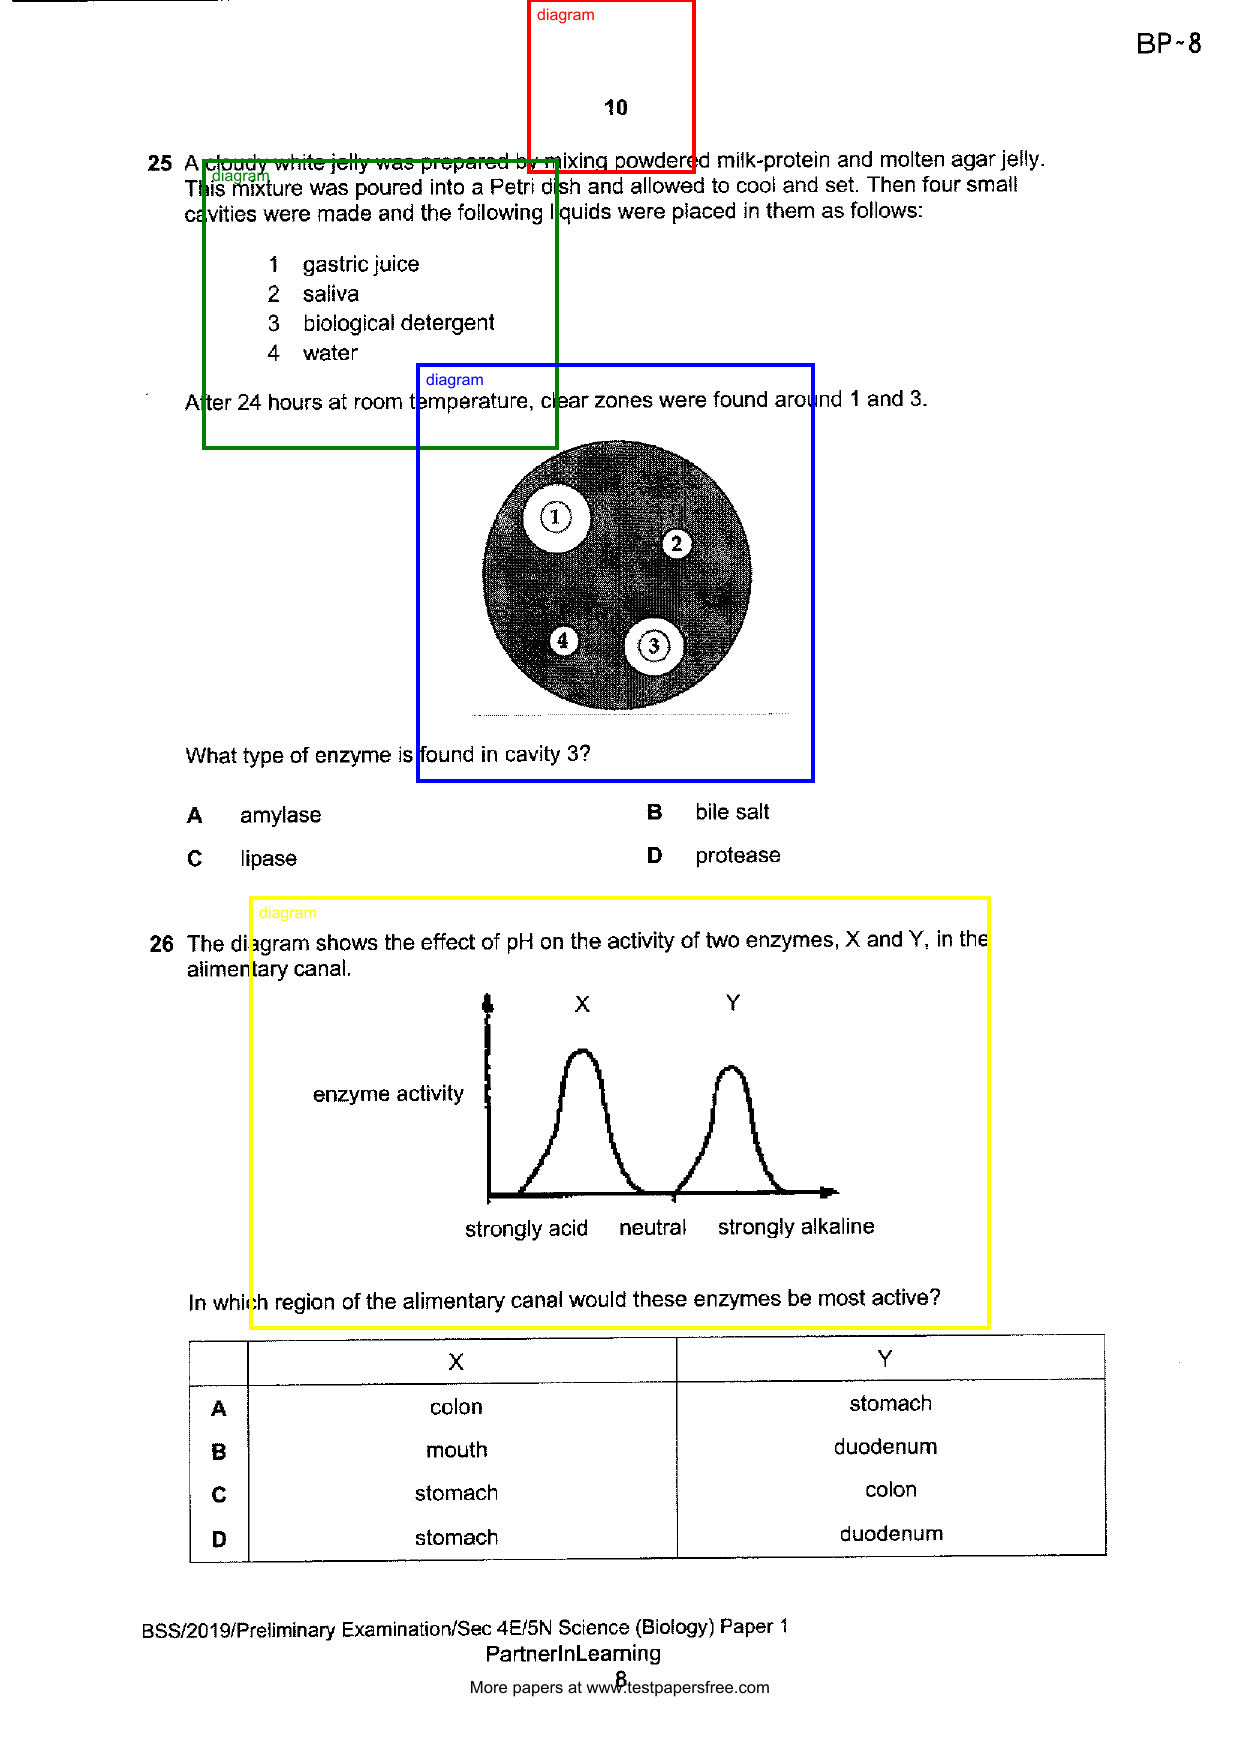 diagram
BP-8
10
25 A cloudy white jelly was prepared by mixing powdered milk-protein and molten agar jelly.
diagram
This mixture was poured into a Petri dish and allowed to cool and set. Then four small
cavities were made and the following liquids were placed in them as follows:
1 gastric juice
2 saliva
3 biological detergent
4 water
diagram
After 24 hours at room temperature, clear zones were found around 1 and 3.
1
2
4
3
What type of enzyme is found in cavity 3?
A amylase B bile salt
C lipase D protease
diagram
26 The diagram shows the effect of pH on the activity of two enzymes, X and Y, in the
alimentary canal.
X Y
enzyme activity
strongly acid neutral strongly alkaline
In which region of the alimentary canal would these enzymes be most active?
X Y
A colon stomach
B mouth duodenum
C stomach colon
D stomach duodenum
BSS/2019/Preliminary Examination/Sec 4E/5N Science (Biology) Paper 1
PartnerInLearning
8
More papers at www.testpapersfree.com